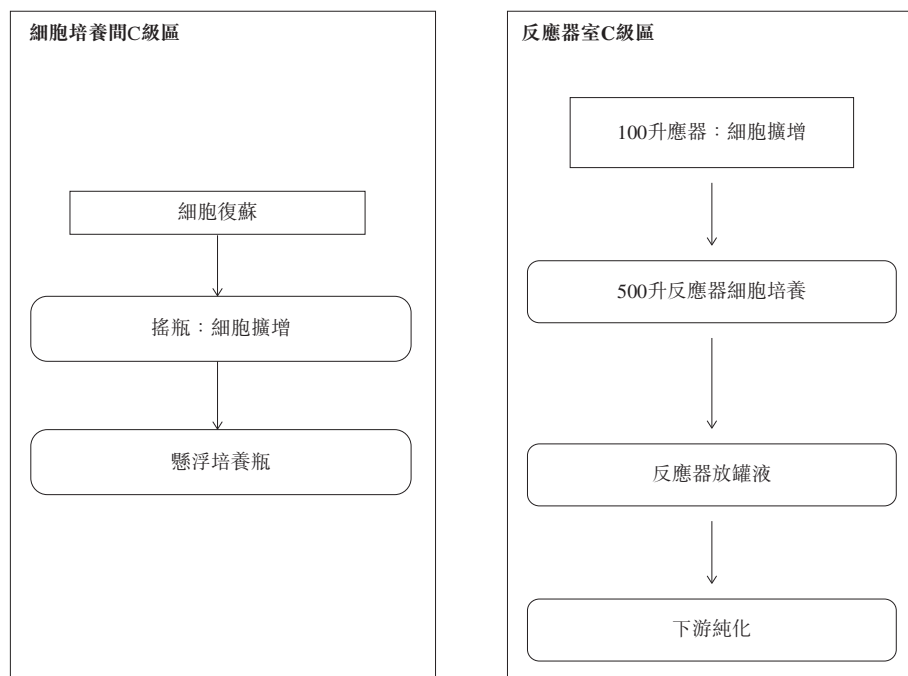 細胞培養間C級區
細胞復蘇
搖瓶：細胞擴增
懸浮培養瓶
反應器室C級區
100升應器：細胞擴增
500升反應器細胞培養
反應器放罐液
下游純化